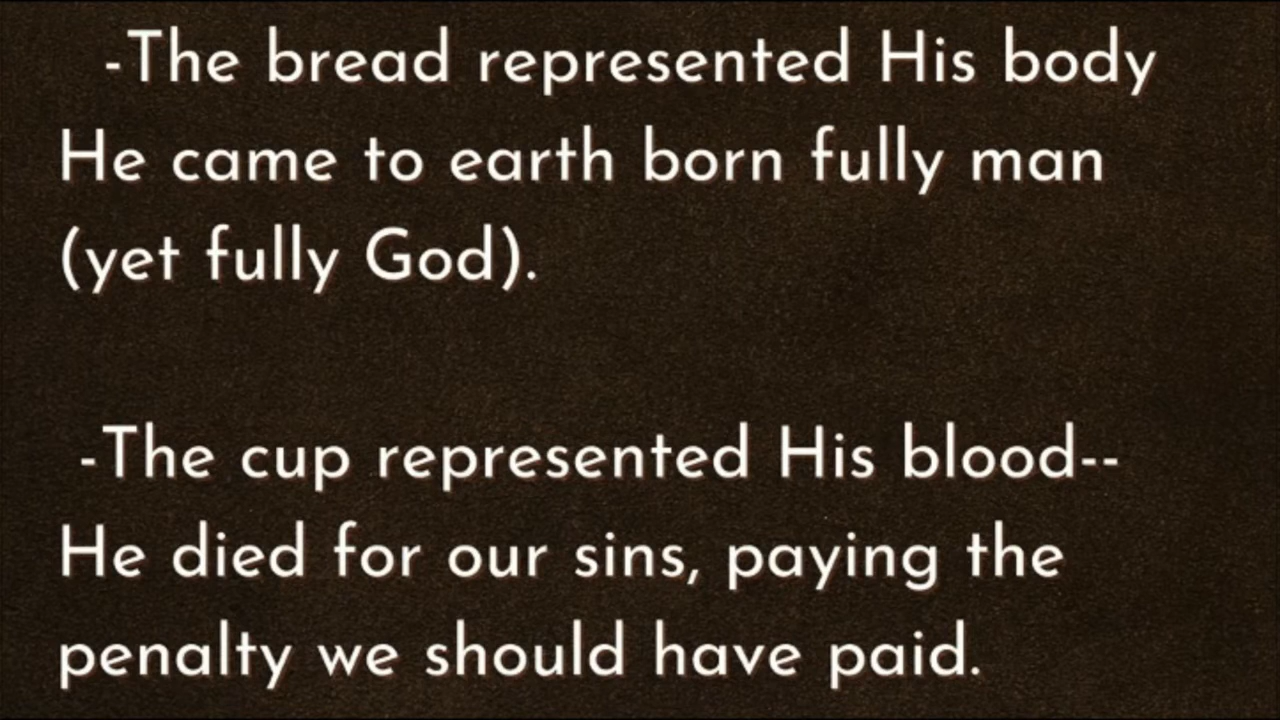 -The bread represented His body
He came to earth born fully man
(yet fully God).
-The cup represented His blood--
He died for our sins, paying the
penalty we should have paid.